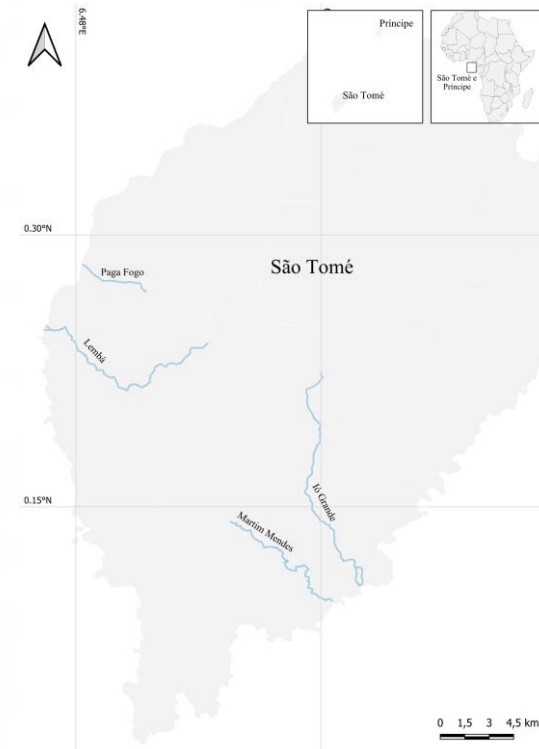 6.48°E
Príncipe
São Tomé
São Tomé e
Príncipe
0.30°N
São Tomé
Paga Fogo
Lembá
0.15°N
Ió Grande
Martim Mendes
0 1,5 3 4,5 km